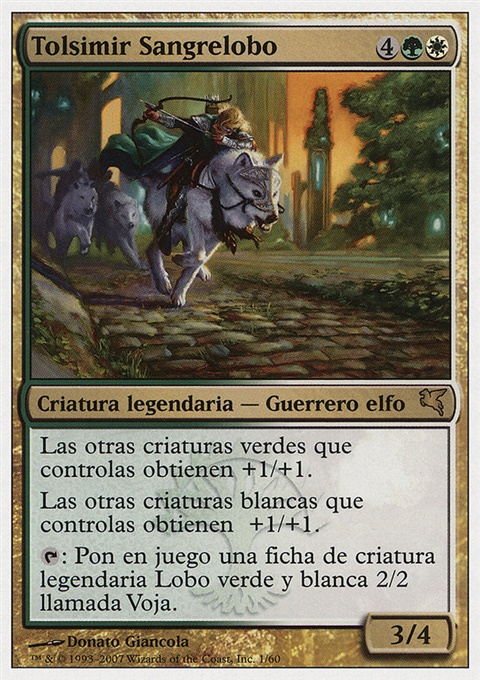 Tolsimir Sangrelobo 4
Criatura legendaria — Guerrero elfo
Las otras criaturas verdes que
controlas obtienen +1/+1.
Las otras criaturas blancas que
controlas obtienen +1/+1.
: Pon en juego una ficha de criatura
legendaria Lobo verde y blanca 2/2
llamada Voja.
3/4
Donato Giancola
™ & © 1993–2007 Wizards of the Coast, Inc. 1/60